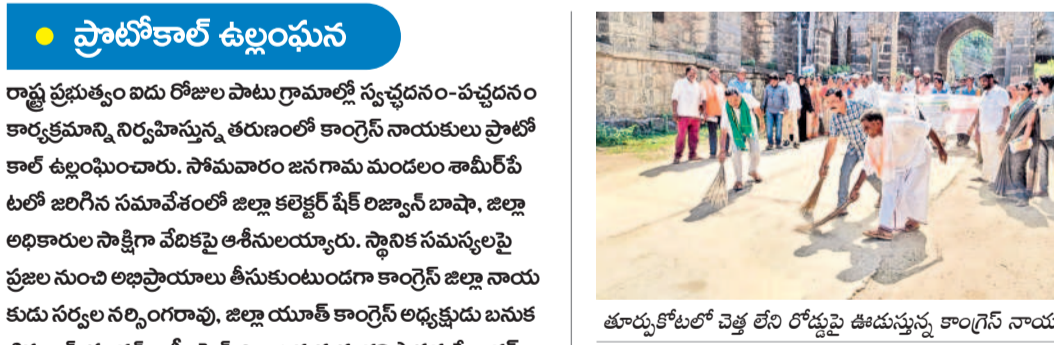 ప్రొటోకాల్ ఉల్లంఘన
రాష్ట్ర ప్రభుత్వం ఐదు రోజుల పాటు గ్రామాల్లో స్వచ్ఛదనం-పచ్చదనం
కార్యక్రమాన్ని నిర్వహిస్తున్న తరుణంలో కాంగ్రెస్ నాయకులు ప్రొటో
కాల్ ఉల్లంఘించారు. సోమవారం జనగామ మండలం శామీర్‌పే
టలో జరిగిన సమావేశంలో జిల్లా కలెక్టర్ షేక్ రిజ్వాన్ బాషా, జిల్లా
అధికారుల సాక్షిగా వేదికపై ఆశీనులయ్యారు. స్థానిక సమస్యలపై
ప్రజల నుంచి అభిప్రాయాలు తీసుకుంటుండగా కాంగ్రెస్ జిల్లా నాయ
కుడు సర్వల నర్సింగరావు, జిల్లా యూత్ కాంగ్రెస్ అధ్యక్షుడు బనుక
తూర్పుకోటలో చెత్త లేని రోడ్డుపై ఊడుస్తున్న కాంగ్రెస్ నాయ